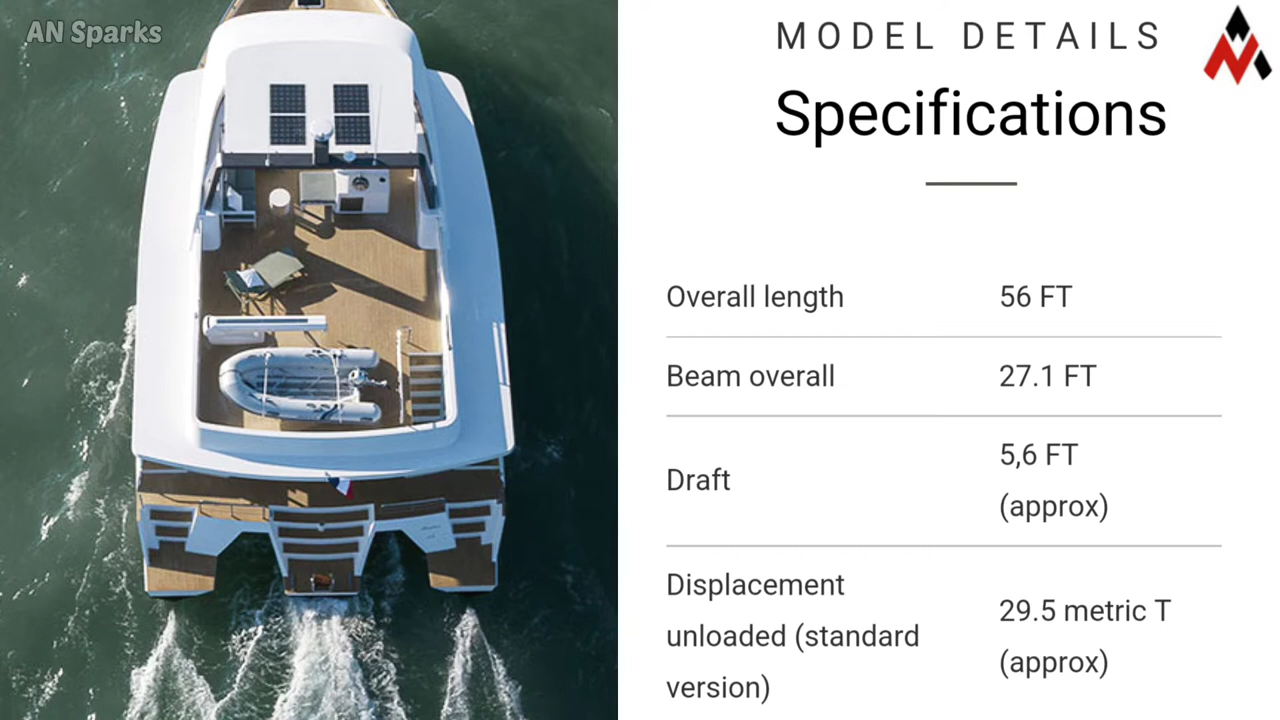 AN Sparks
MODEL DETAILS
Specifications
Overall length 56 FT
Beam overall 27.1 FT
Draft 5,6 FT
(approx)
Displacement
unloaded (standard
version)
29.5 metric T
(approx)